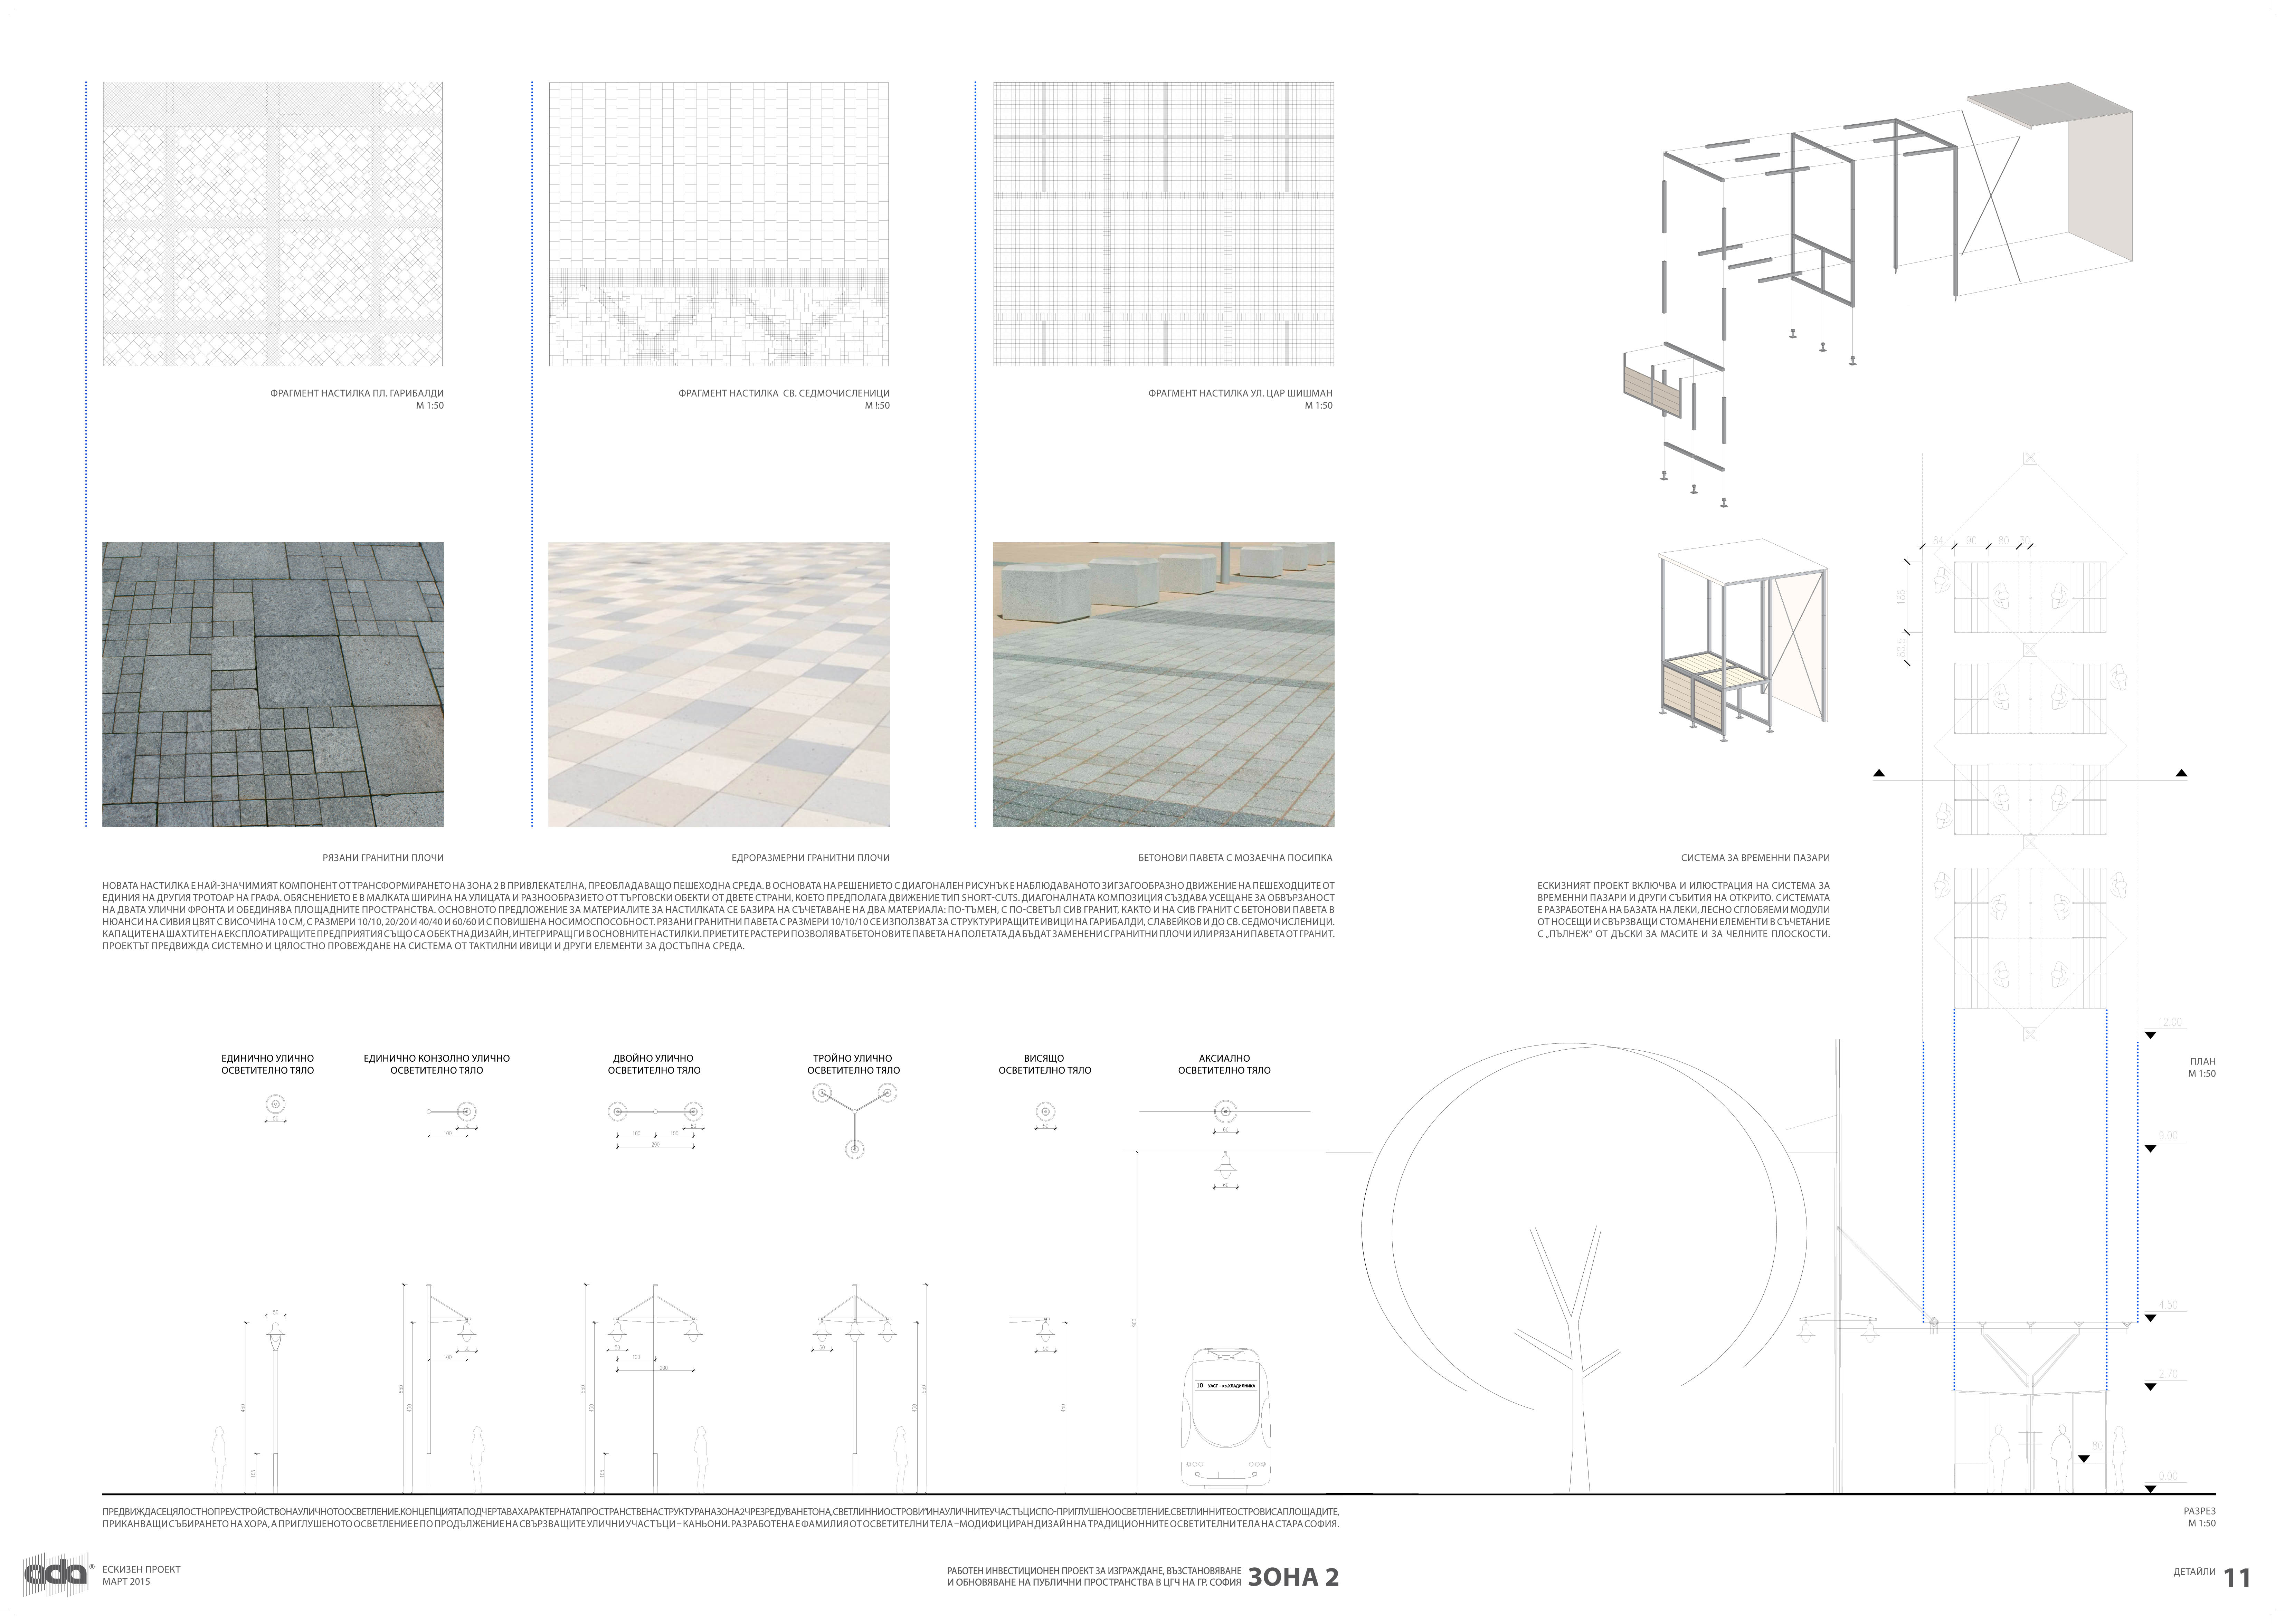 ФРАГМЕНТ НАСТИЛКА ПЛ. ГАРИБАЛДИ
М 1:50
ФРАГМЕНТ НАСТИЛКА СВ. СЕДМОЧИСЛЕНИЦИ
М !:50
ФРАГМЕНТ НАСТИЛКА УЛ. ЦАР ШИШМАН
М 1:50
РЯЗАНИ ГРАНИТНИ ПЛОЧИ
ЕДРОРАЗМЕРНИ ГРАНИТНИ ПЛОЧИ
БЕТОНОВИ ПАВЕТА С МОЗАЕЧНА ПОСИПКА
СИСТЕМА ЗА ВРЕМЕННИ ПАЗАРИ
НОВАТА НАСТИЛКА Е НАЙ-ЗНАЧИМИЯТ КОМПОНЕНТ ОТ ТРАНСФОРМИРАНЕТО НА ЗОНА 2 В ПРИВЛЕКАТЕЛНА, ПРЕОБЛАДАВАЩО ПЕШЕХОДНА СРЕДА. В ОСНОВАТА НА РЕШЕНИЕТО С ДИАГОНАЛЕН РИСУНЪК Е НАБЛЮДАВАНОТО ЗИГЗАГООБРАЗНО ДВИЖЕНИЕ НА ПЕШЕХОДЦИТЕ ОТ
ЕДИНИЯ НА ДРУГИЯ ТРОТОАР НА ГРАФА. ОБЯСНЕНИЕТО Е В МАЛКАТА ШИРИНА НА УЛИЦАТА И РАЗНООБРАЗИЕТО ОТ ТЪРГОВСКИ ОБЕКТИ ОТ ДВЕТЕ СТРАНИ, КОЕТО ПРЕДПОЛАГА ДВИЖЕНИЕ ТИП SHORT-CUTS. ДИАГОНАЛНАТА КОМПОЗИЦИЯ СЪЗДАВА УСЕЩАНЕ ЗА ОБВЪРЗАНОСТ
НА ДВАТА УЛИЧНИ ФРОНТА И ОБЕДИНЯВА ПЛОЩАДНИТЕ ПРОСТРАНСТВА. ОСНОВНОТО ПРЕДЛОЖЕНИЕ ЗА МАТЕРИАЛИТЕ ЗА НАСТИЛКАТА СЕ БАЗИРА НА СЪЧЕТАВАНЕ НА ДВА МАТЕРИАЛА: ПО-ТЪМЕН, С ПО-СВЕТЪЛ СИВ ГРАНИТ, КАКТО И НА СИВ ГРАНИТ С БЕТОНОВИ ПАВЕТА В
НЮАНСИ НА СИВИЯ ЦВЯТ С ВИСОЧИНА 10 СМ, С РАЗМЕРИ 10/10, 20/20 И 40/40 И 60/60 И С ПОВИШЕНА НОСИМОСПОСОБНОСТ. РЯЗАНИ ГРАНИТНИ ПАВЕТА С РАЗМЕРИ 10/10/10 СЕ ИЗПОЛЗВАТ ЗА СТРУКТУРИРАЩИТЕ ИВИЦИ НА ГАРИБАЛДИ, СЛАВЕЙКОВ И ДО СВ. СЕДМОЧИСЛЕНИЦИ.
КАПАЦИТЕ НА ШАХТИТЕ НА ЕКСПЛОАТИРАЩИТЕ ПРЕДПРИЯТИЯ СЪЩО СА ОБЕКТ НА ДИЗАЙН, ИНТЕГРИРАЩ ГИ В ОСНОВНИТЕ НАСТИЛКИ. ПРИЕТИТЕ РАСТЕРИ ПОЗВОЛЯВАТ БЕТОНОВИТЕ ПАВЕТА НА ПОЛЕТАТА ДА БЪДАТ ЗАМЕНЕНИ С ГРАНИТНИ ПЛОЧИ ИЛИ РЯЗАНИ ПАВЕТА ОТ ГРАНИТ.
ПРОЕКТЪТ ПРЕДВИЖДА СИСТЕМНО И ЦЯЛОСТНО ПРОВЕЖДАНЕ НА СИСТЕМА ОТ ТАКТИЛНИ ИВИЦИ И ДРУГИ ЕЛЕМЕНТИ ЗА ДОСТЪПНА СРЕДА.
ЕСКИЗНИЯТ ПРОЕКТ ВКЛЮЧВА И ИЛЮСТРАЦИЯ НА СИСТЕМА ЗА
ВРЕМЕННИ ПАЗАРИ И ДРУГИ СЪБИТИЯ НА ОТКРИТО. СИСТЕМАТА
Е РАЗРАБОТЕНА НА БАЗАТА НА ЛЕКИ, ЛЕСНО СГЛОБЯЕМИ МОДУЛИ
ОТ НОСЕЩИ И СВЪРЗВАЩИ СТОМАНЕНИ ЕЛЕМЕНТИ В СЪЧЕТАНИЕ
С „ПЪЛНЕЖ“ ОТ ДЪСКИ ЗА МАСИТЕ И ЗА ЧЕЛНИТЕ ПЛОСКОСТИ.
84 90 80 30
186
80.5
ПЛАН
М 1:50
ЕДИНИЧНО УЛИЧНО
ОСВЕТИТЕЛНО ТЯЛО
ЕДИНИЧНО КОНЗОЛНО УЛИЧНО
ОСВЕТИТЕЛНО ТЯЛО
ДВОЙНО УЛИЧНО
ОСВЕТИТЕЛНО ТЯЛО
ТРОЙНО УЛИЧНО
ОСВЕТИТЕЛНО ТЯЛО
ВИСЯЩО
ОСВЕТИТЕЛНО ТЯЛО
АКСИАЛНО
ОСВЕТИТЕЛНО ТЯЛО
50
50
100
50
100 100
200
50
60
60
50
450
105
550
450
50
100
550
450
105
50
100
200
50
450
550
50
450
900
10 УАСГ - кв.ХЛАДИЛНИКА
12.00
9.00
4.50
2.70
80
0.00
ПРЕДВИЖДА СЕ ЦЯЛОСТНО ПРЕУСТРОЙСТВО НА УЛИЧНОТО ОСВЕТЛЕНИЕ. КОНЦЕПЦИЯТА ПОДЧЕРТАВА ХАРАКТЕРНАТА ПРОСТРАНСТВЕНА СТРУКТУРА НА ЗОНА 2 ЧРЕЗ РЕДУВАНЕТО НА „СВЕТЛИННИ ОСТРОВИ“ И НА УЛИЧНИТЕ УЧАСТЪЦИ С ПО-ПРИГЛУШЕНО ОСВЕТЛЕНИЕ. СВЕТЛИННИТЕ ОСТРОВИ СА ПЛОЩАДИТЕ,
ПРИКАНВАЩИ СЪБИРАНЕТО НА ХОРА, А ПРИГЛУШЕНОТО ОСВЕТЛЕНИЕ Е ПО ПРОДЪЛЖЕНИЕ НА СВЪРЗВАЩИТЕ УЛИЧНИ УЧАСТЪЦИ – КАНЬОНИ. РАЗРАБОТЕНА Е ФАМИЛИЯ ОТ ОСВЕТИТЕЛНИ ТЕЛА – МОДИФИЦИРАН ДИЗАЙН НА ТРАДИЦИОННИТЕ ОСВЕТИТЕЛНИ ТЕЛА НА СТАРА СОФИЯ.
РАЗРЕЗ
М 1:50
ada ®
ЕСКИЗЕН ПРОЕКТ
МАРТ 2015
РАБОТЕН ИНВЕСТИЦИОНЕН ПРОЕКТ ЗА ИЗГРАЖДАНЕ, ВЪЗСТАНОВЯВАНЕ
И ОБНОВЯВАНЕ НА ПУБЛИЧНИ ПРОСТРАНСТВА В ЦГЧ НА ГР. СОФИЯ
ЗОНА 2
ДЕТАЙЛИ 11